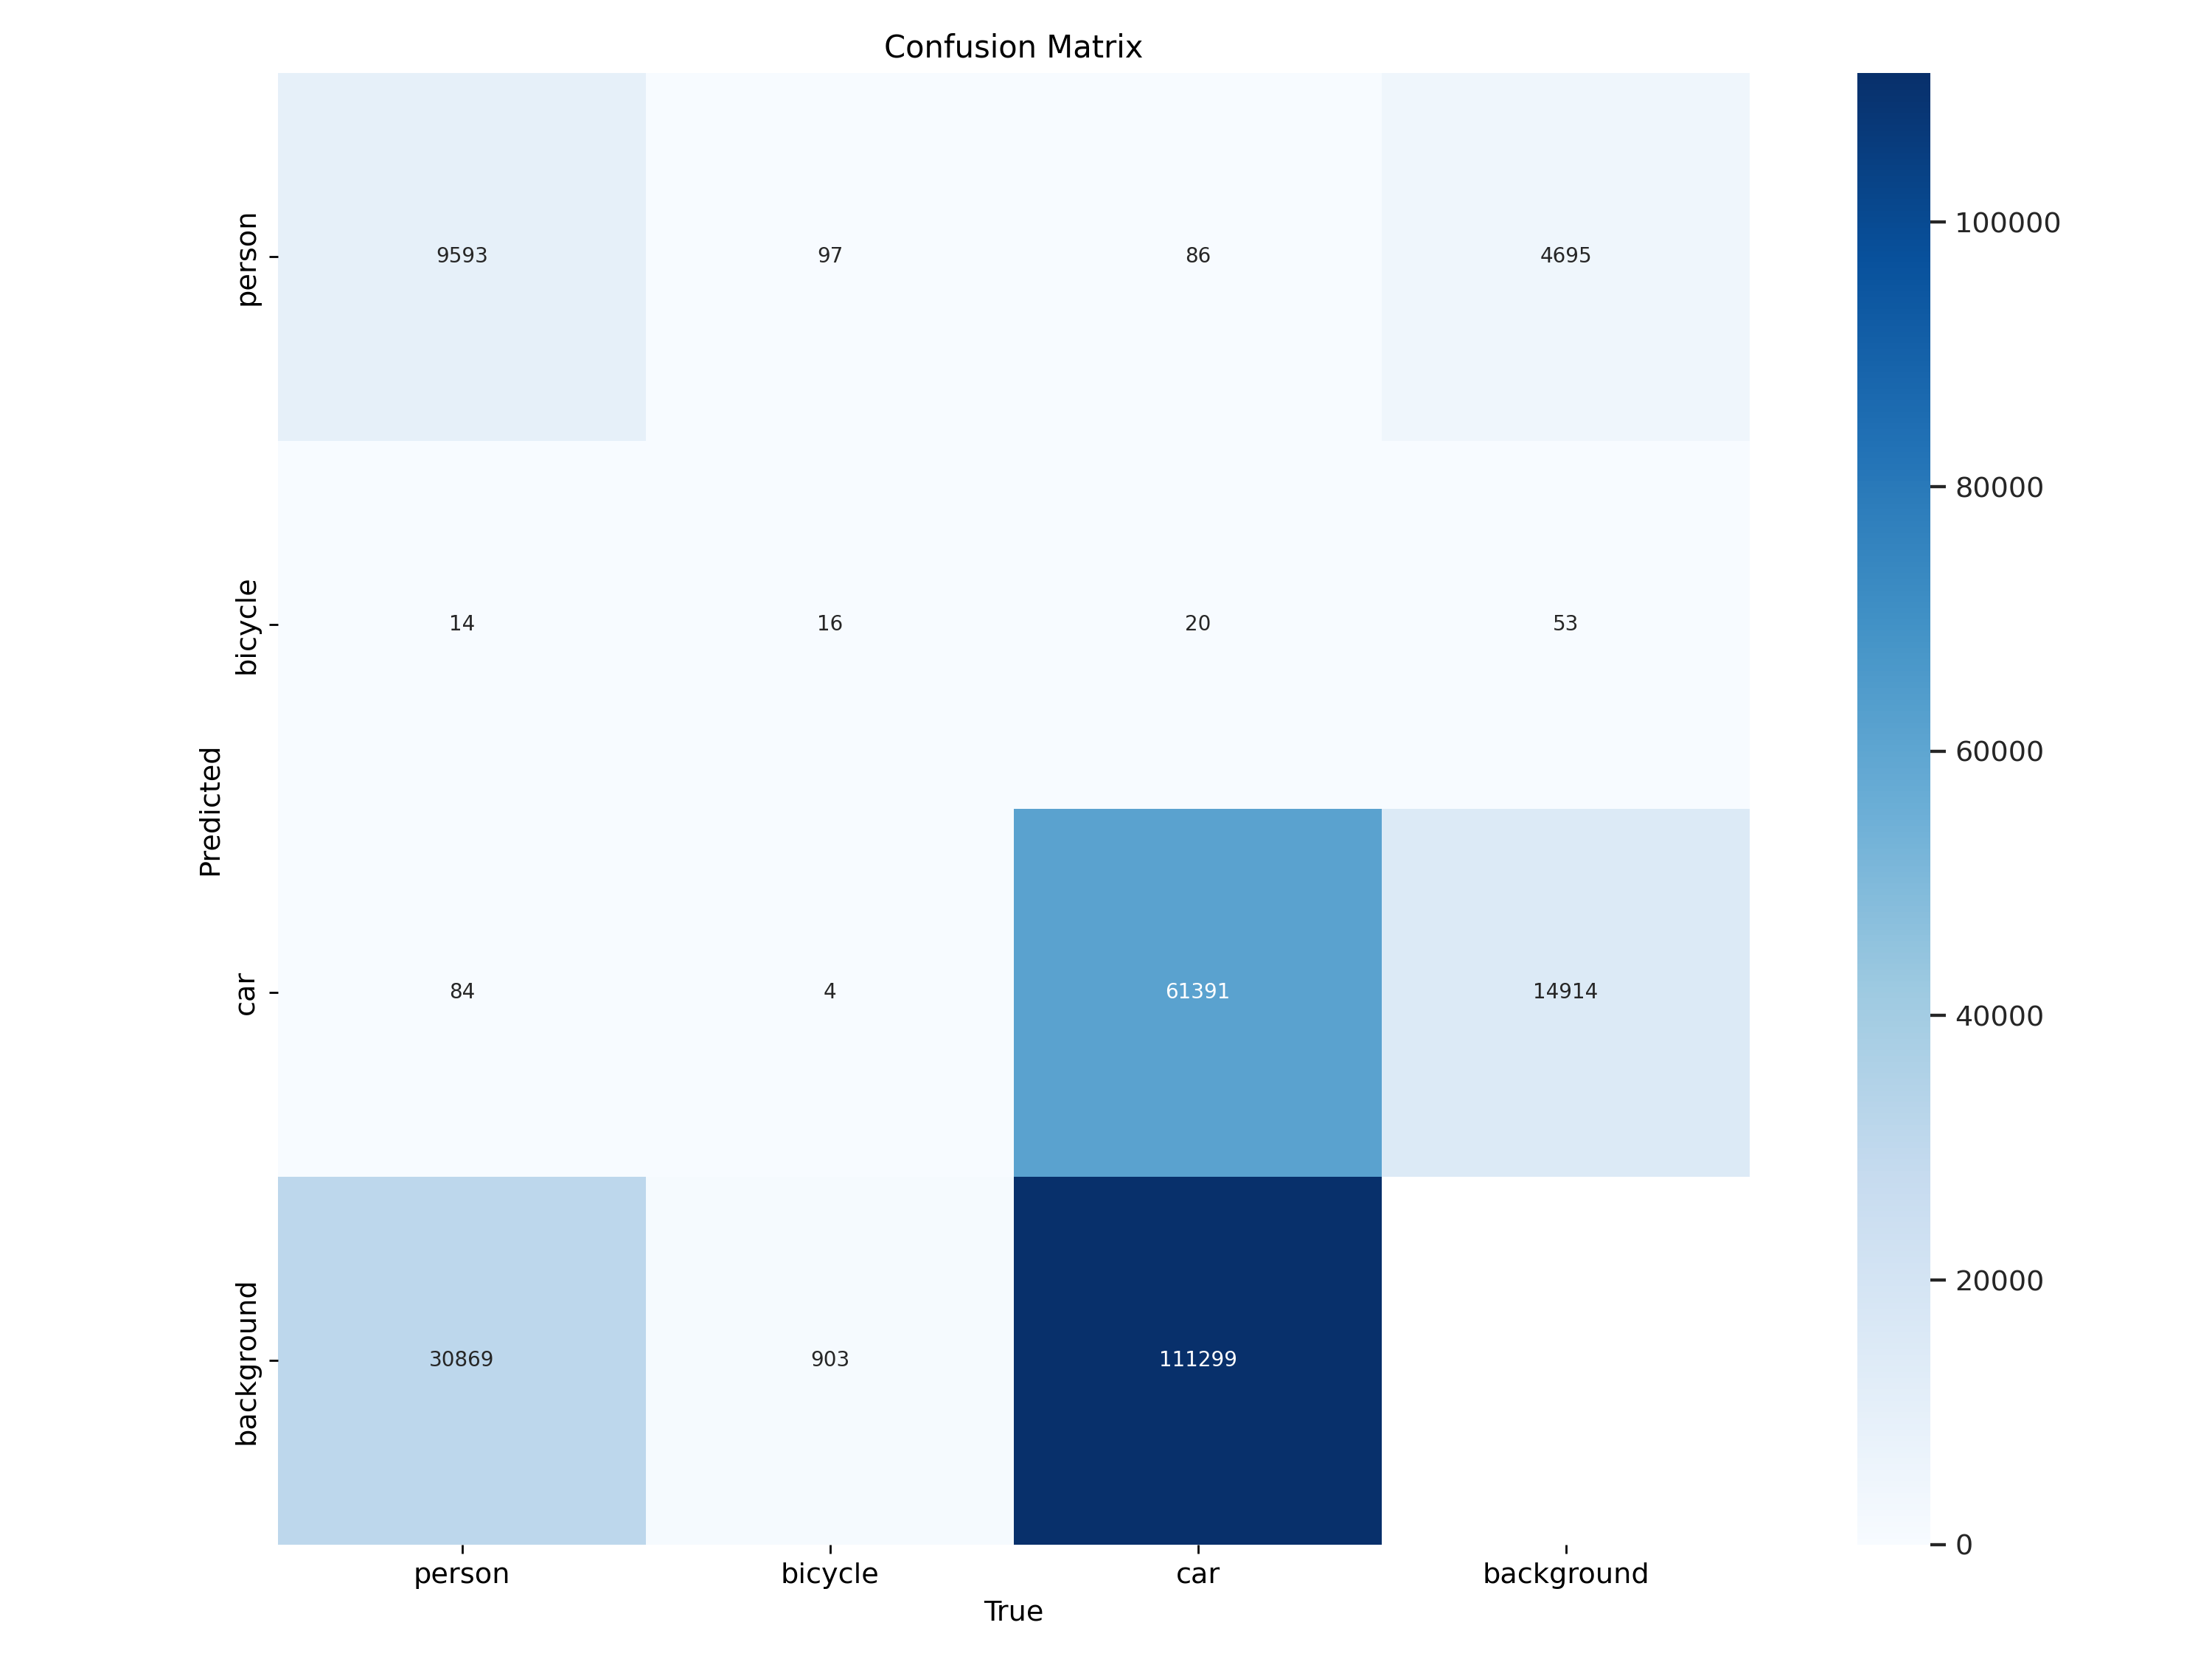 Confusion Matrix
person
9593 97 86 4695
bicycle
14 16 20 53
car
84 4 61391 14914
background
30869 903 111299
Predicted
person bicycle car background
True
100000
80000
60000
40000
20000
0